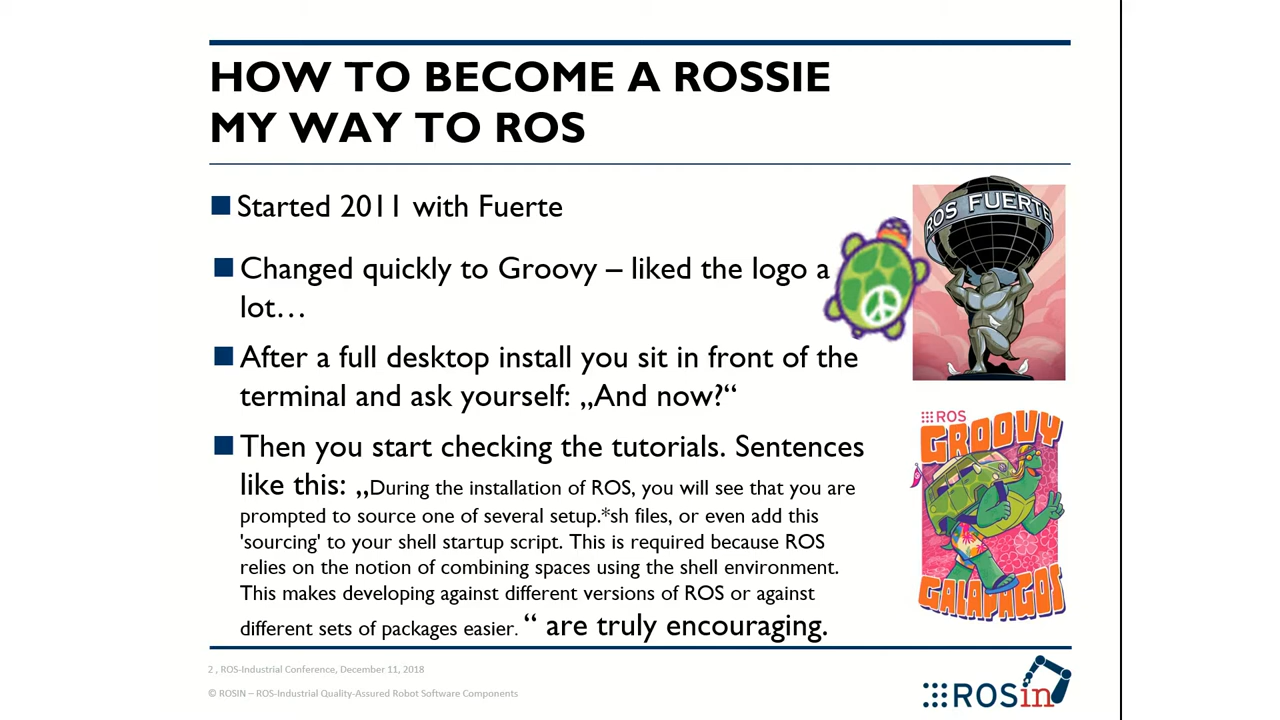 HOW TO BECOME A ROSSIE
MY WAY TO ROS
Started 2011 with Fuerte
Changed quickly to Groovy – liked the logo a
lot…
After a full desktop install you sit in front of the
terminal and ask yourself: „And now?“
Then you start checking the tutorials. Sentences
like this: „During the installation of ROS, you will see that you are
prompted to source one of several setup.*sh files, or even add this
'sourcing' to your shell startup script. This is required because ROS
relies on the notion of combining spaces using the shell environment.
This makes developing against different versions of ROS or against
different sets of packages easier. “ are truly encouraging.
ROS FUERTE
ROS
GROOVY
GALAPAGOS
2 , ROS-Industrial Conference, December 11, 2018
© ROSIN – ROS-Industrial Quality-Assured Robot Software Components
ROSin